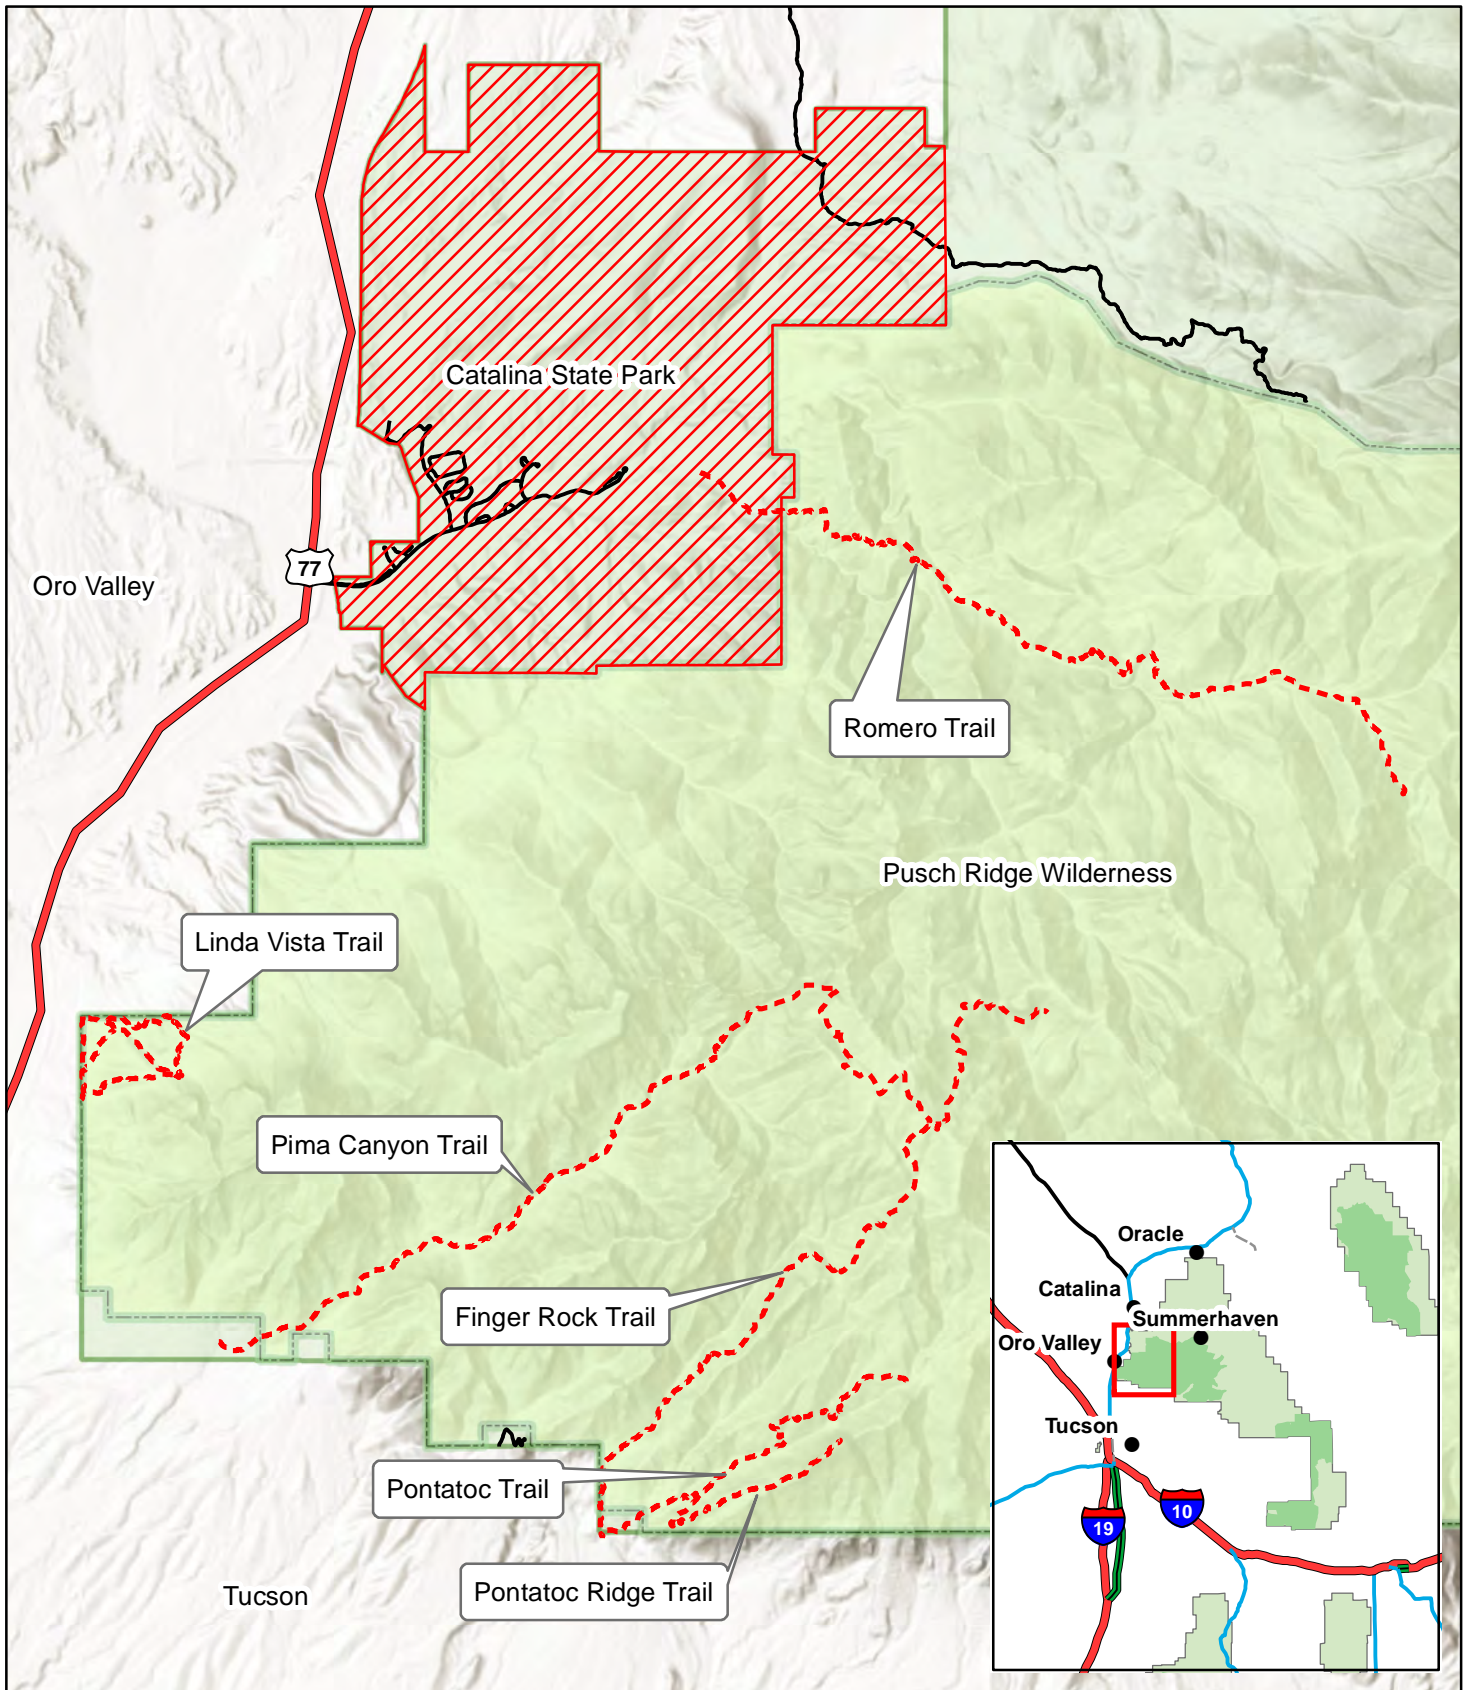 Catalina State Park
77
Oro Valley
Romero Trail
Pusch Ridge Wilderness
Linda Vista Trail
Pima Canyon Trail
Finger Rock Trail
Pontatoc Trail
Pontatoc Ridge Trail
Tucson
Oracle
Catalina
Summerhaven
Oro Valley
Tucson
19
10